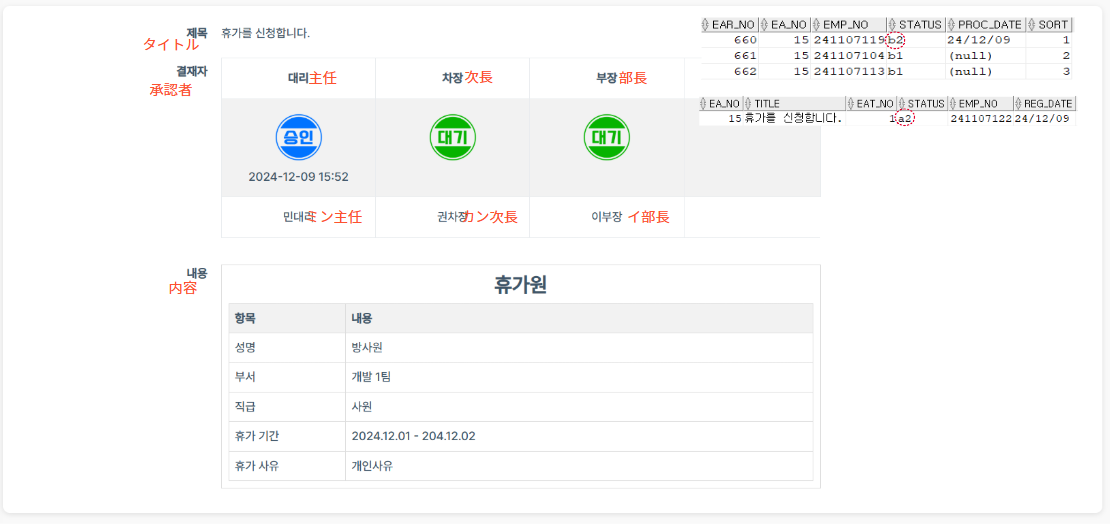 제목 휴가를 신청합니다.
タイトル
결재자
承認者
대리 主任 차장 次長 부장 部長
승인 대기 대기
2024-12-09 15:52
민대리 ミン主任 권차장 カン次長 이부장 イ部長
내용
内容
휴가원
항목 내용
성명 방사원
부서 개발 1팀
직급 사원
휴가 기간 2024.12.01 - 204.12.02
휴가 사유 개인사유
EAR_NO EA_NO EMP_NO STATUS PROC_DATE SORT
660 15 241107119 b2 24/12/09 1
661 15 241107104 b1 (null) 2
662 15 241107113 b1 (null) 3
EA_NO TITLE EAT_NO STATUS EMP_NO REG_DATE
15 휴가를 신청합니다. 1 a2 241107122 24/12/09